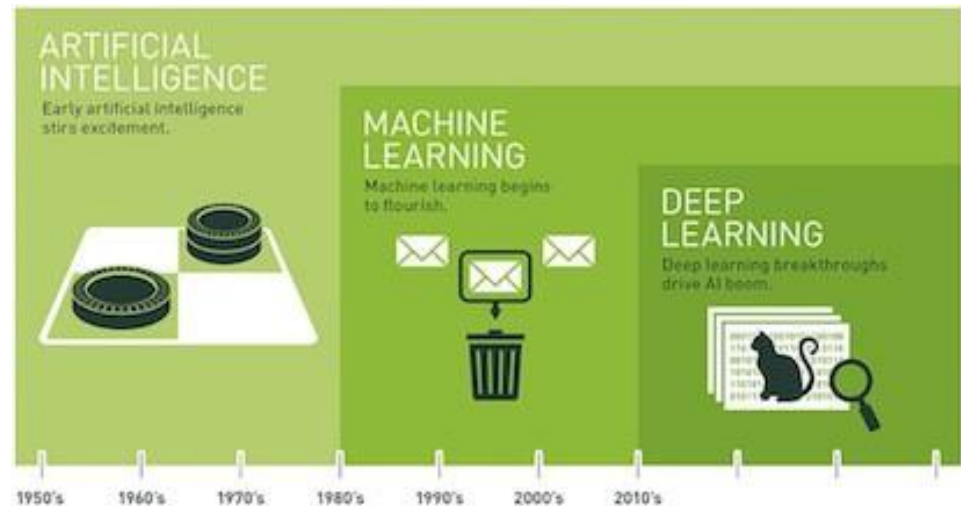 ARTIFICIAL
INTELLIGENCE
Early artificial intelligence
stirs excitement.
MACHINE
LEARNING
Machine learning begins
to flourish.
DEEP
LEARNING
Deep learning breakthroughs
drive AI boom.
1950's 1960's 1970's 1980's 1990's 2000's 2010's